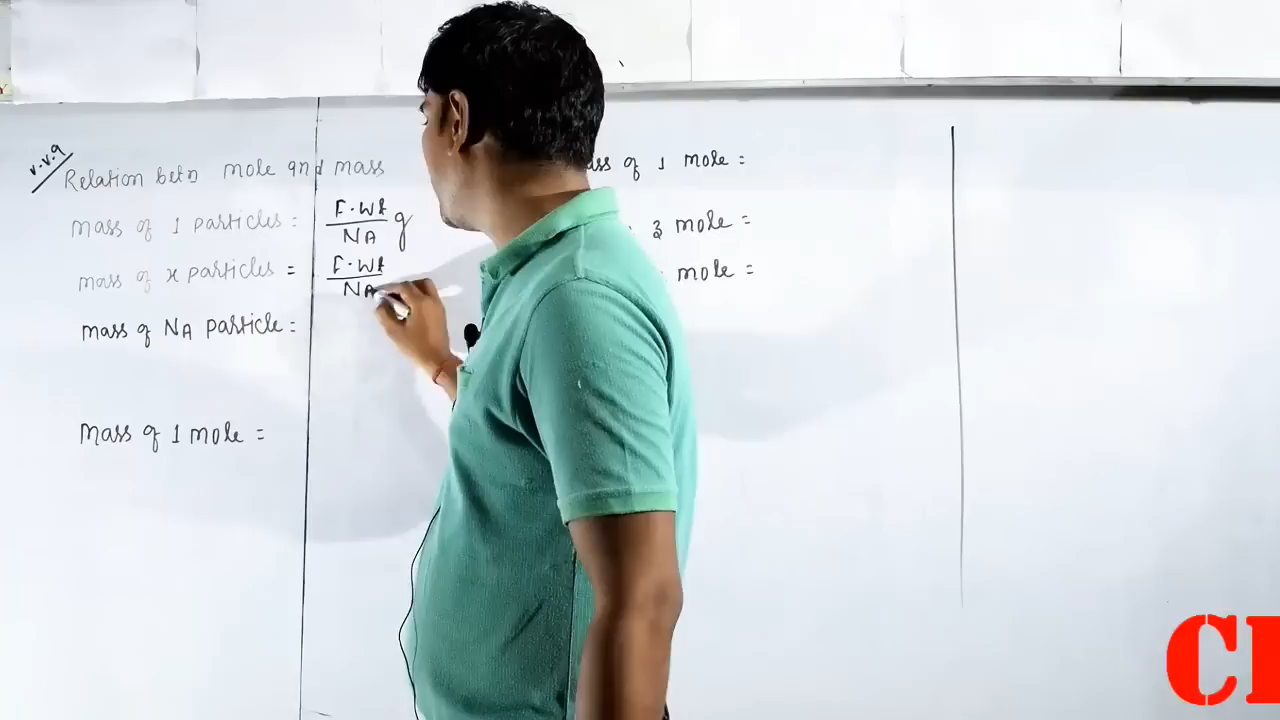 V.V.9
Relation betn mole and mass
mass of 1 particles = F.Wt / NA g
mass of x particles = F.Wt / NA
mass of NA particle =
Mass of 1 mole =
of 1 mole =
3 mole =
mole =
CI